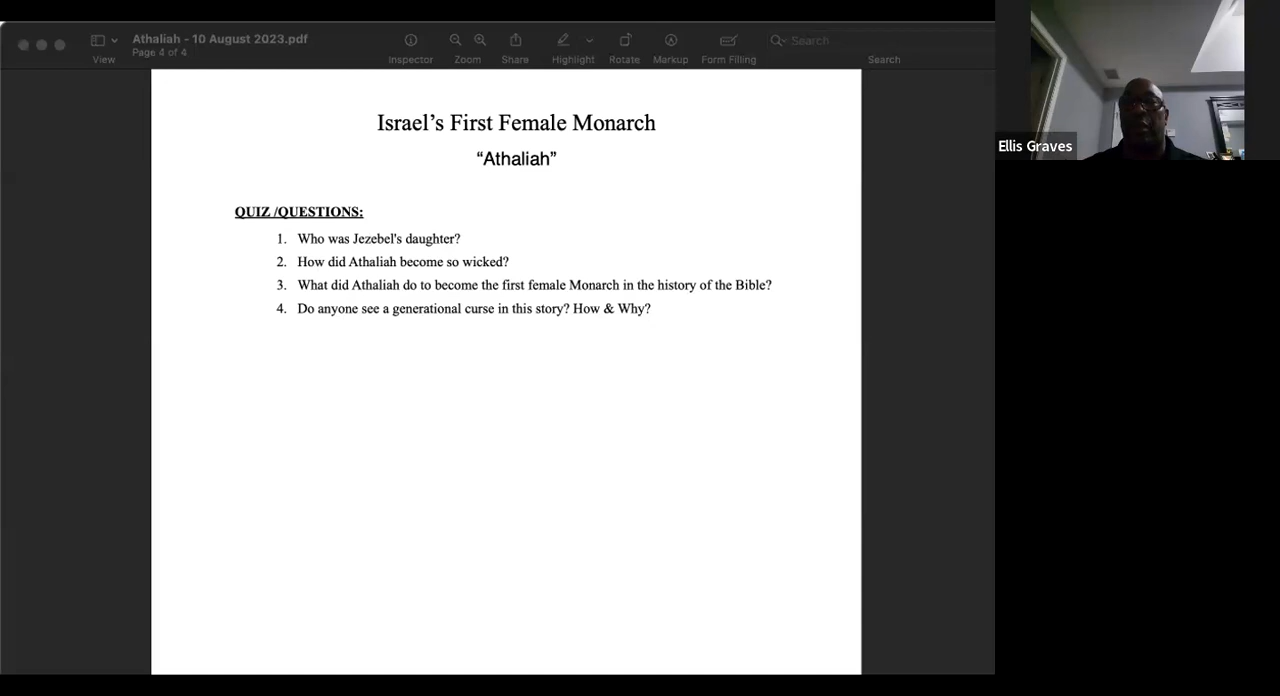 Athaliah - 10 August 2023.pdf
Page 4 of 4
View
Inspector
Zoom
Share
Highlight
Rotate
Markup
Form Filling
Search
Search
Israel’s First Female Monarch
“Athaliah”
QUIZ /QUESTIONS:
1. Who was Jezebel's daughter?
2. How did Athaliah become so wicked?
3. What did Athaliah do to become the first female Monarch in the history of the Bible?
4. Do anyone see a generational curse in this story? How & Why?
Ellis Graves